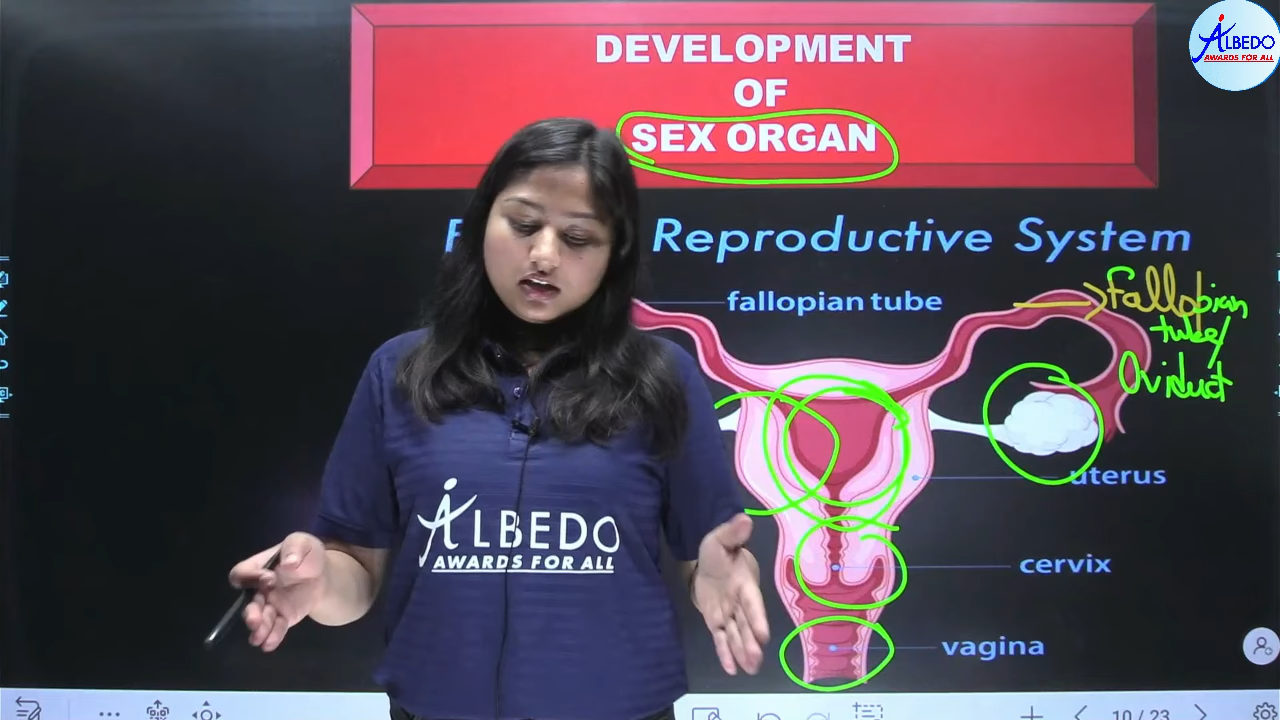 DEVELOPMENT
OF
SEX ORGAN
Reproductive System
fallopian tube
Fallopian
tube/
Oviduct
uterus
cervix
vagina
ALBEDO
AWARDS FOR ALL
ALBEDO
AWARDS FOR ALL
10/23